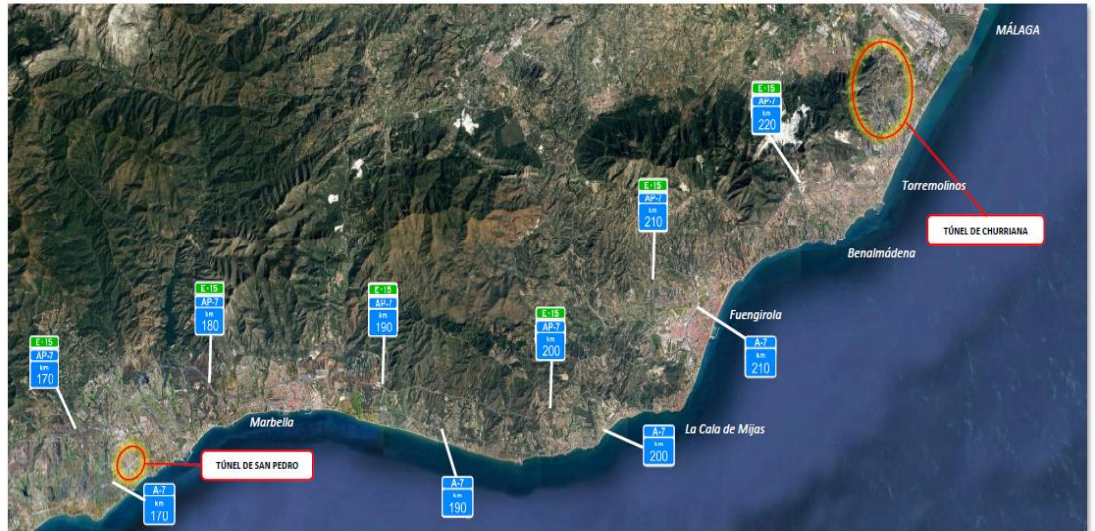 MÁLAGA
E-15
AP-7
km
220
Torremolinos
E-15
AP-7
km
210
TÚNEL DE CHURRIANA
Benalmádena
E-15
AP-7
km
180
E-15
AP-7
km
190
E-15
AP-7
km
200
Fuengirola
E-15
AP-7
km
170
A-7
km
210
Marbella
La Cala de Mijas
A-7
km
200
TÚNEL DE SAN PEDRO
A-7
km
190
A-7
km
170